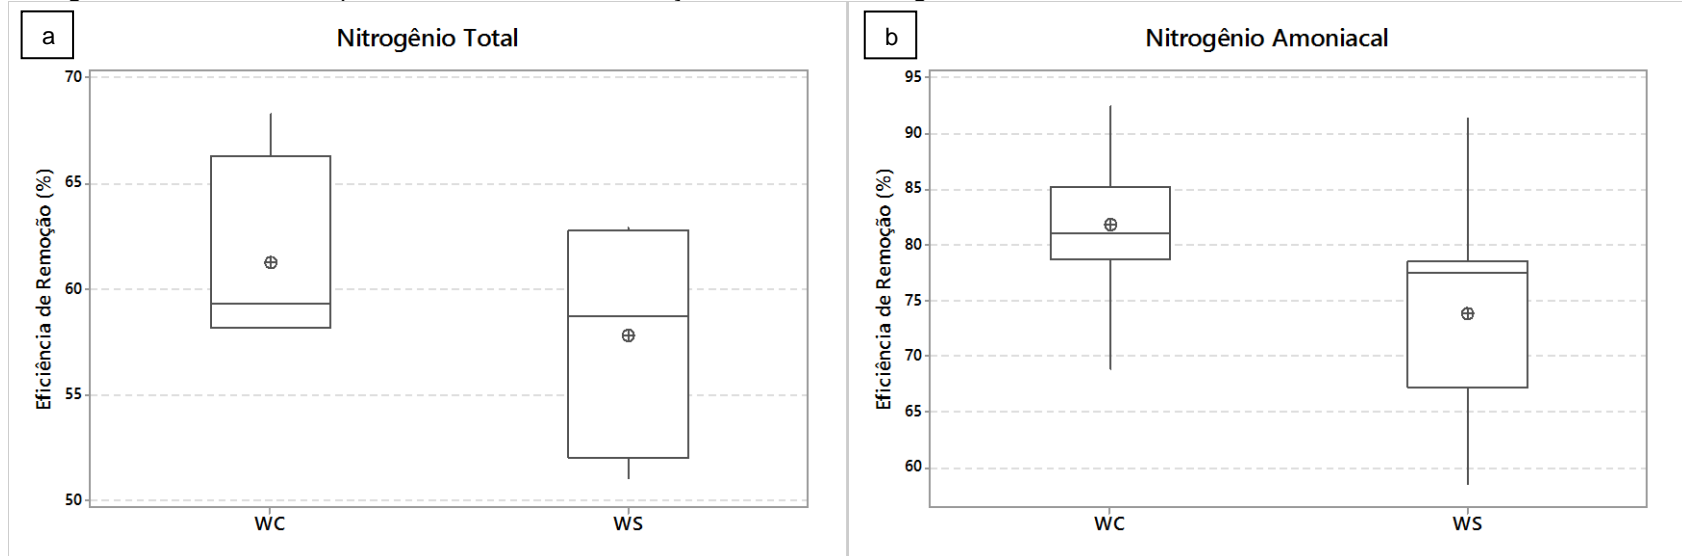 a
Nitrogênio Total
Eficiência de Remoção (%)
70
65
60
55
50
WC
WS
b
Nitrogênio Amoniacal
Eficiência de Remoção (%)
95
90
85
80
75
70
65
60
WC
WS